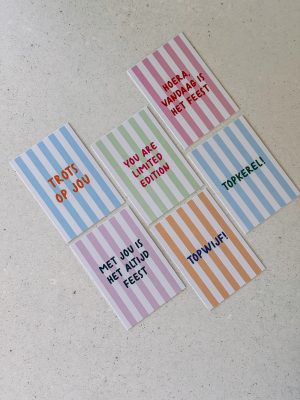 HOERA,
VANDAAG IS
HET FEEST
YOU ARE
LIMITED
EDITION
TROTS
OP JOU
TOPKEREL!
TOPWIJF!
MET JOU IS
HET ALTIJD
FEEST